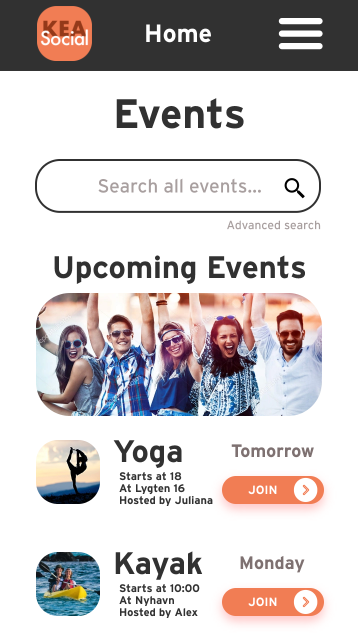 KEA
Social
Home
Events
Search all events...
Advanced search
Upcoming Events
Yoga
Starts at 18
At Lygten 16
Hosted by Juliana
Tomorrow
JOIN
Kayak
Starts at 10:00
At Nyhavn
Hosted by Alex
Monday
JOIN